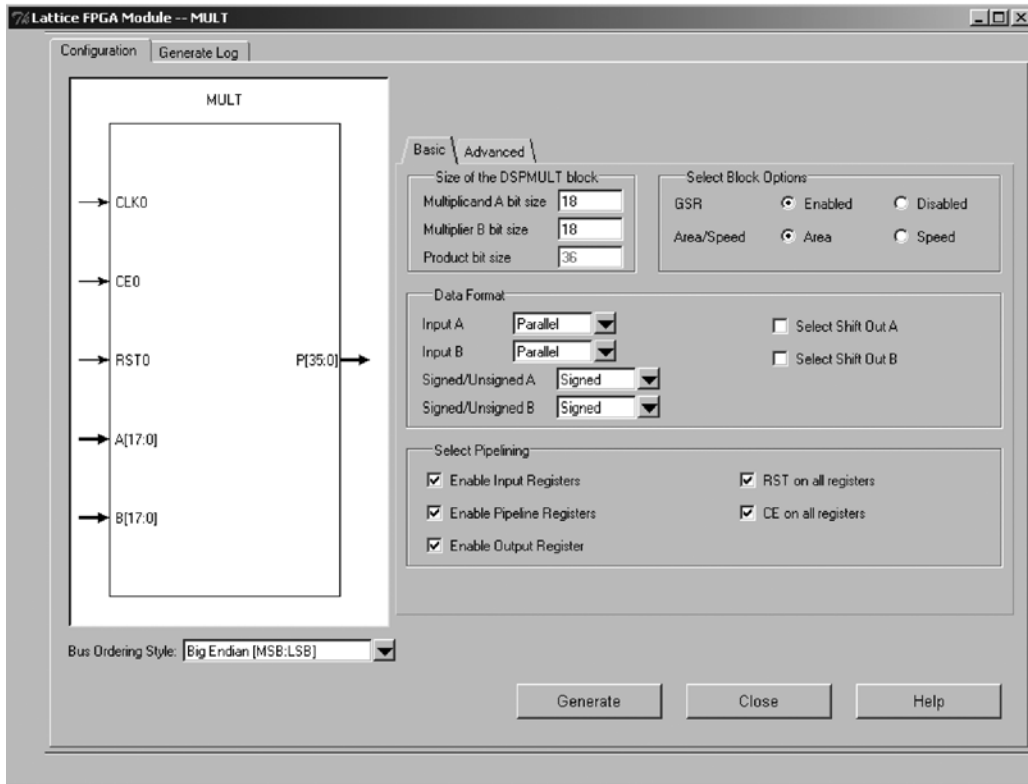 Lattice FPGA Module -- MULT
Configuration
Generate Log
MULT
CLK0
CE0
RST0
P[35:0]
A[17:0]
B[17:0]
Bus Ordering Style: Big Endian [MSB:LSB]
Basic
Advanced
Size of the DSPMULT block
Multiplicand A bit size 18
Multiplier B bit size 18
Product bit size 36
Select Block Options
GSR Enabled Disabled
Area/Speed Area Speed
Data Format
Input A Parallel
Input B Parallel
Signed/Unsigned A Signed
Signed/Unsigned B Signed
Select Shift Out A
Select Shift Out B
Select Pipelining
Enable Input Registers
Enable Pipeline Registers
Enable Output Register
RST on all registers
CE on all registers
Generate
Close
Help